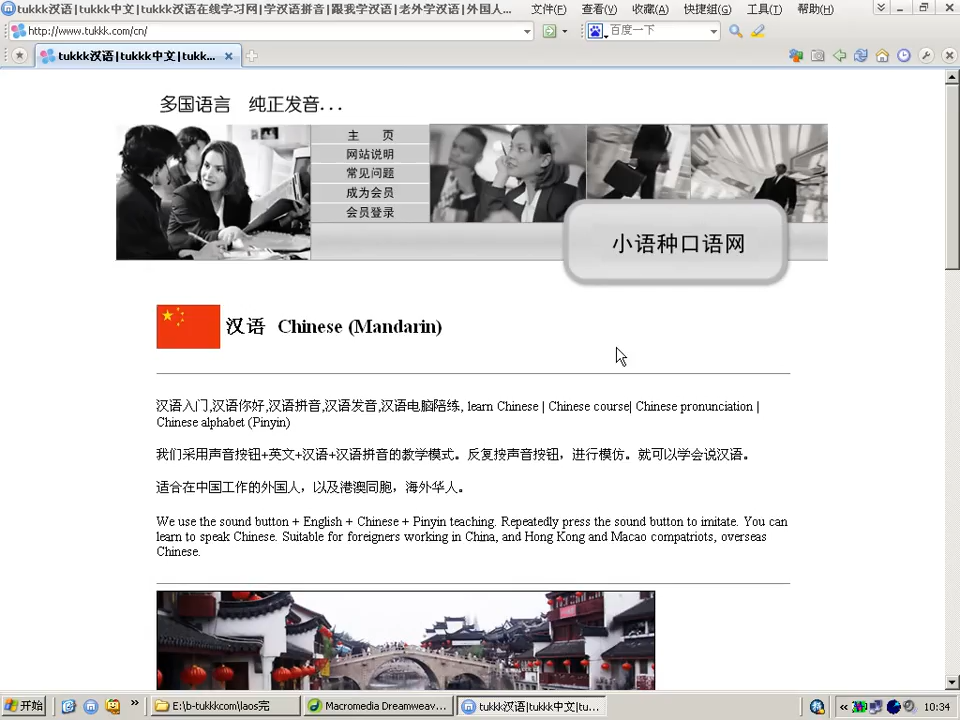 tukkk汉语|tukkk中文|tukkk汉语在线学习网|学汉语拼音|跟我学汉语|老外学汉语|外国人...
文件(F) 查看(V) 收藏(A) 快捷组(G) 工具(T) 帮助(H)
http://www.tukkk.com/cn/
百度一下
tukkk汉语|tukkk中文|tukk...
多国语言 纯正发音...
主 页
网站说明
常见问题
成为会员
会员登录
小语种口语网
汉语 Chinese (Mandarin)
汉语入门,汉语你好,汉语拼音,汉语发音,汉语电脑陪练, learn Chinese | Chinese course| Chinese pronunciation |
Chinese alphabet (Pinyin)
我们采用声音按钮+英文+汉语+汉语拼音的教学模式。反复按声音按钮，进行模仿。就可以学会说汉语。
适合在中国工作的外国人，以及港澳同胞，海外华人。
We use the sound button + English + Chinese + Pinyin teaching. Repeatedly press the sound button to imitate. You can
learn to speak Chinese. Suitable for foreigners working in China, and Hong Kong and Macao compatriots, overseas
Chinese.
开始
E:\b-tukkkcom\laos完
Macromedia Dreamweav...
tukkk汉语|tukkk中文|tu...
10:34